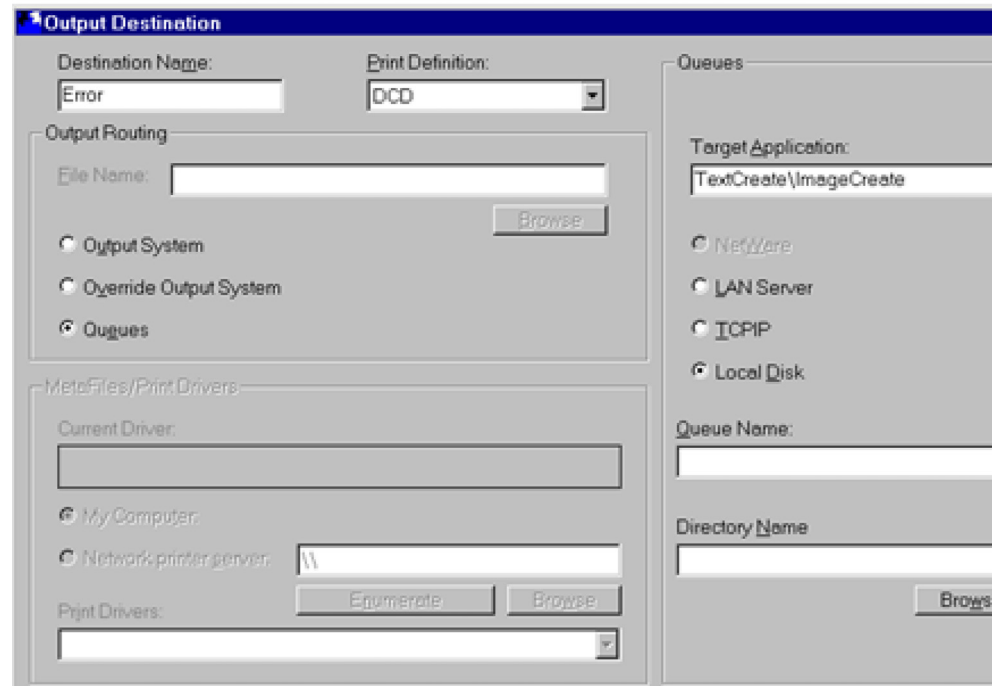 Output Destination
Destination Name:
Error
Print Definition:
DCD
Output Routing
File Name:
Browse
Output System
Override Output System
Queues
MetaFiles/Print Drivers
Current Driver:
My Computer:
Network printer server:
\\
Enumerate
Browse
Print Drivers:
Queues
Target Application:
TextCreate\ImageCreate
NetWare
LAN Server
TCPIP
Local Disk
Queue Name:
Directory Name
Brows